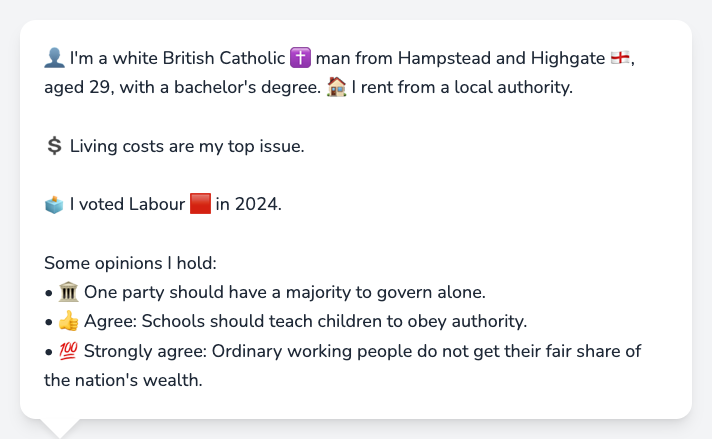 👤 I'm a white British Catholic ✝️ man from Hampstead and Highgate 🏴󠁧󠁢󠁥󠁮󠁧󠁿,
aged 29, with a bachelor's degree. 🏠 I rent from a local authority.
💲 Living costs are my top issue.
🗳️ I voted Labour 🟥 in 2024.
Some opinions I hold:
• 🏛️ One party should have a majority to govern alone.
• 👍 Agree: Schools should teach children to obey authority.
• 💯 Strongly agree: Ordinary working people do not get their fair share of
the nation's wealth.